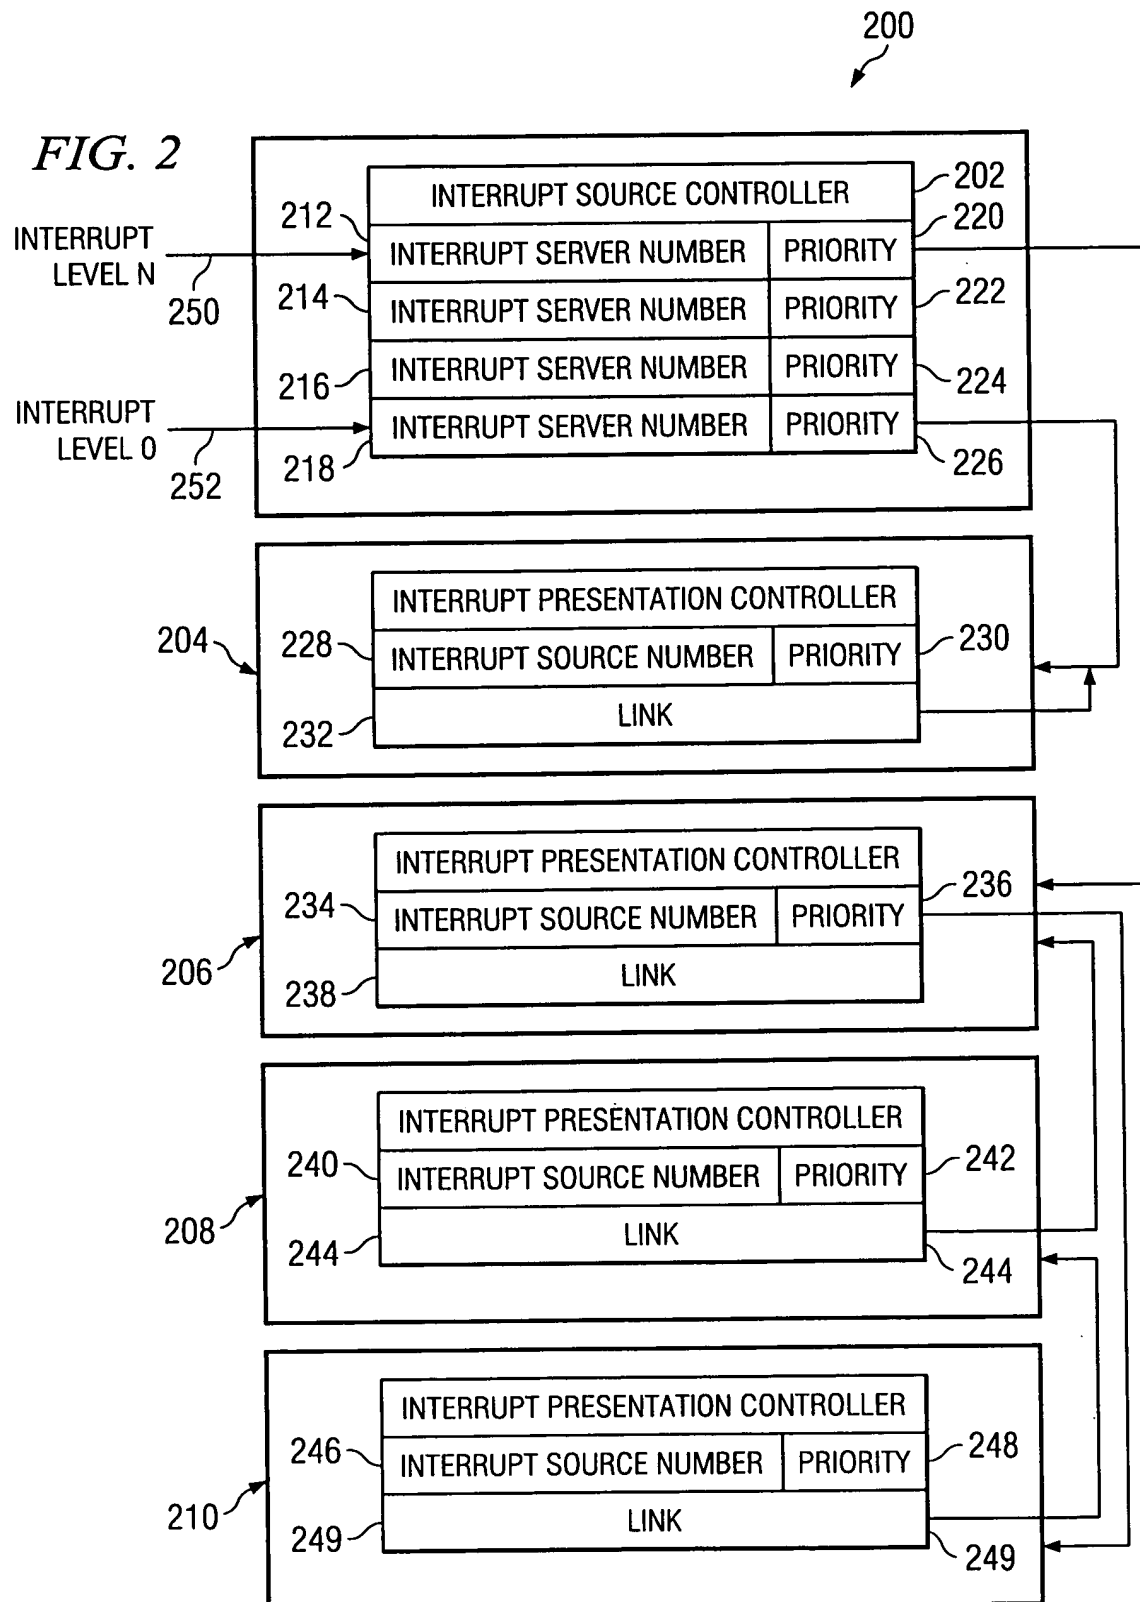 200
FIG. 2
INTERRUPT SOURCE CONTROLLER
202
212
INTERRUPT SERVER NUMBER
PRIORITY
220
INTERRUPT
LEVEL N
250
214
INTERRUPT SERVER NUMBER
PRIORITY
222
216
INTERRUPT SERVER NUMBER
PRIORITY
224
INTERRUPT
LEVEL 0
252
218
INTERRUPT SERVER NUMBER
PRIORITY
226
204
INTERRUPT PRESENTATION CONTROLLER
228
INTERRUPT SOURCE NUMBER
PRIORITY
230
232
LINK
206
INTERRUPT PRESENTATION CONTROLLER
234
INTERRUPT SOURCE NUMBER
PRIORITY
236
238
LINK
208
INTERRUPT PRESENTATION CONTROLLER
240
INTERRUPT SOURCE NUMBER
PRIORITY
242
244
LINK
244
210
INTERRUPT PRESENTATION CONTROLLER
246
INTERRUPT SOURCE NUMBER
PRIORITY
248
249
LINK
249